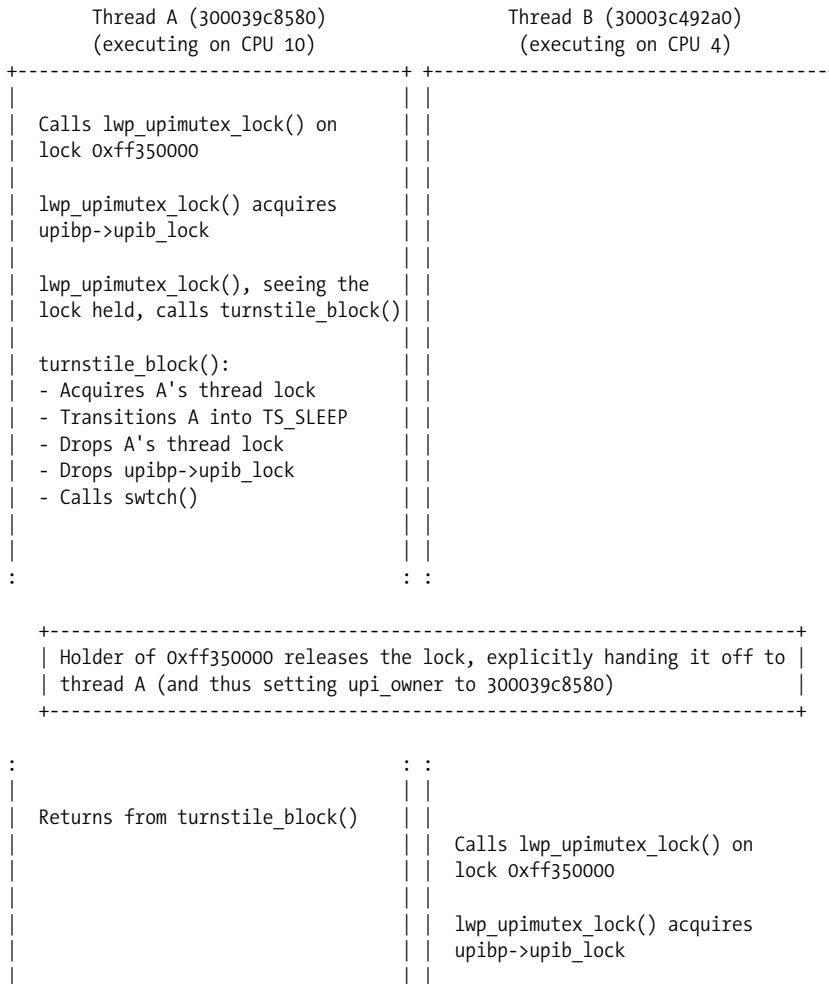 Thread A (300039c8580) Thread B (30003c492a0)
(executing on CPU 10) (executing on CPU 4)
Calls lwp_upimutex_lock() on
lock 0xff350000
lwp_upimutex_lock() acquires
upibp->upib_lock
lwp_upimutex_lock(), seeing the
lock held, calls turnstile_block()
turnstile_block():
- Acquires A's thread lock
- Transitions A into TS_SLEEP
- Drops A's thread lock
- Drops upibp->upib_lock
- Calls swtch()
Holder of 0xff350000 releases the lock, explicitly handing it off to
thread A (and thus setting upi_owner to 300039c8580)
Returns from turnstile_block()
Calls lwp_upimutex_lock() on
lock 0xff350000
lwp_upimutex_lock() acquires
upibp->upib_lock